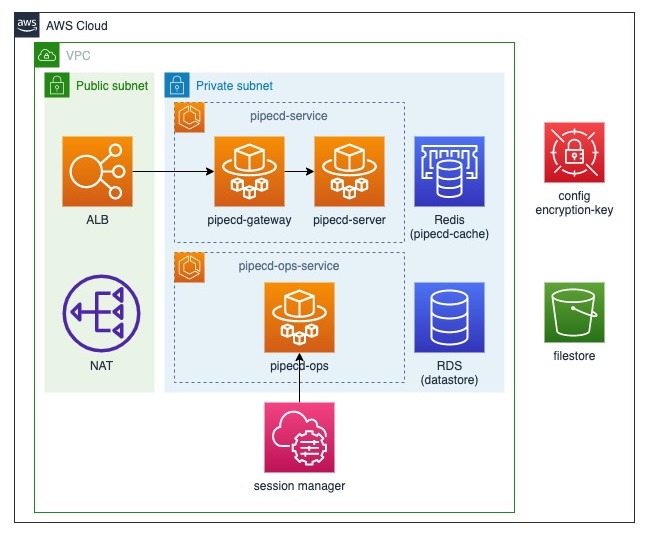 aws
AWS Cloud
VPC
Public subnet
Private subnet
pipecd-service
ALB
pipecd-gateway
pipecd-server
Redis
(pipecd-cache)
config
encryption-key
pipecd-ops-service
NAT
pipecd-ops
RDS
(datastore)
filestore
session manager